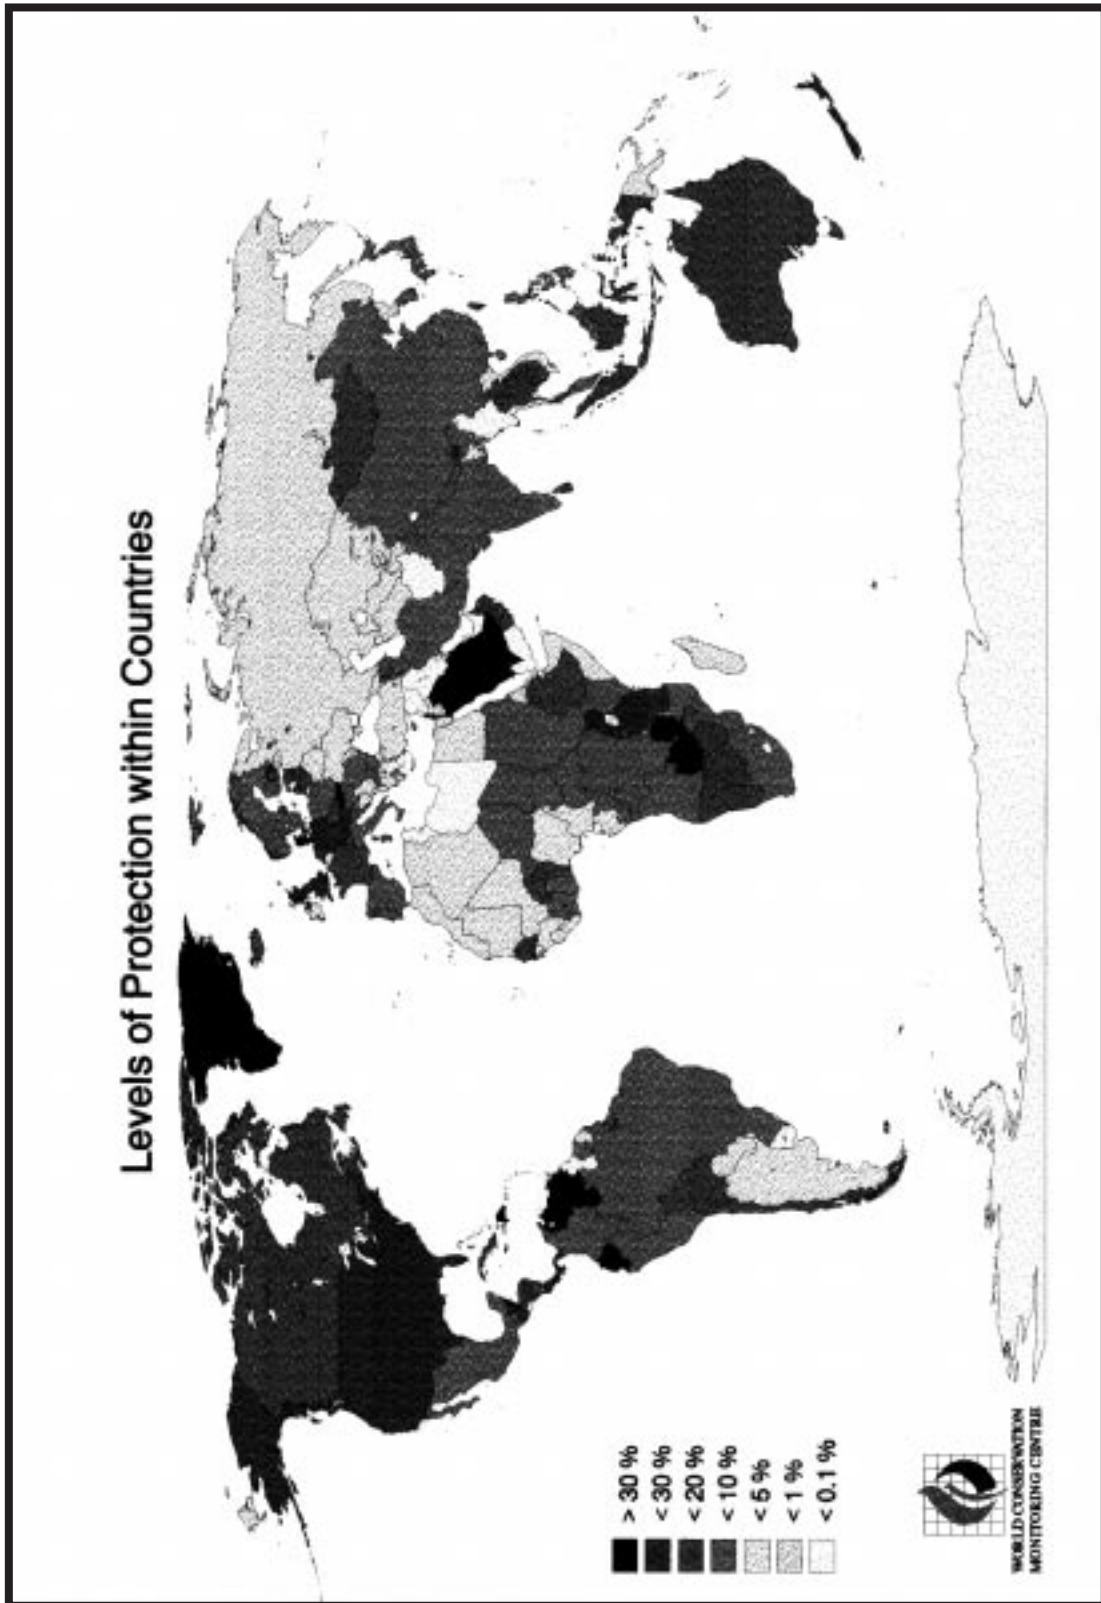 Levels of Protection within Countries
> 30 %
< 30 %
< 20 %
< 10 %
< 5 %
< 1 %
< 0.1 %
WORLD CONSERVATION
MONITORING CENTRE